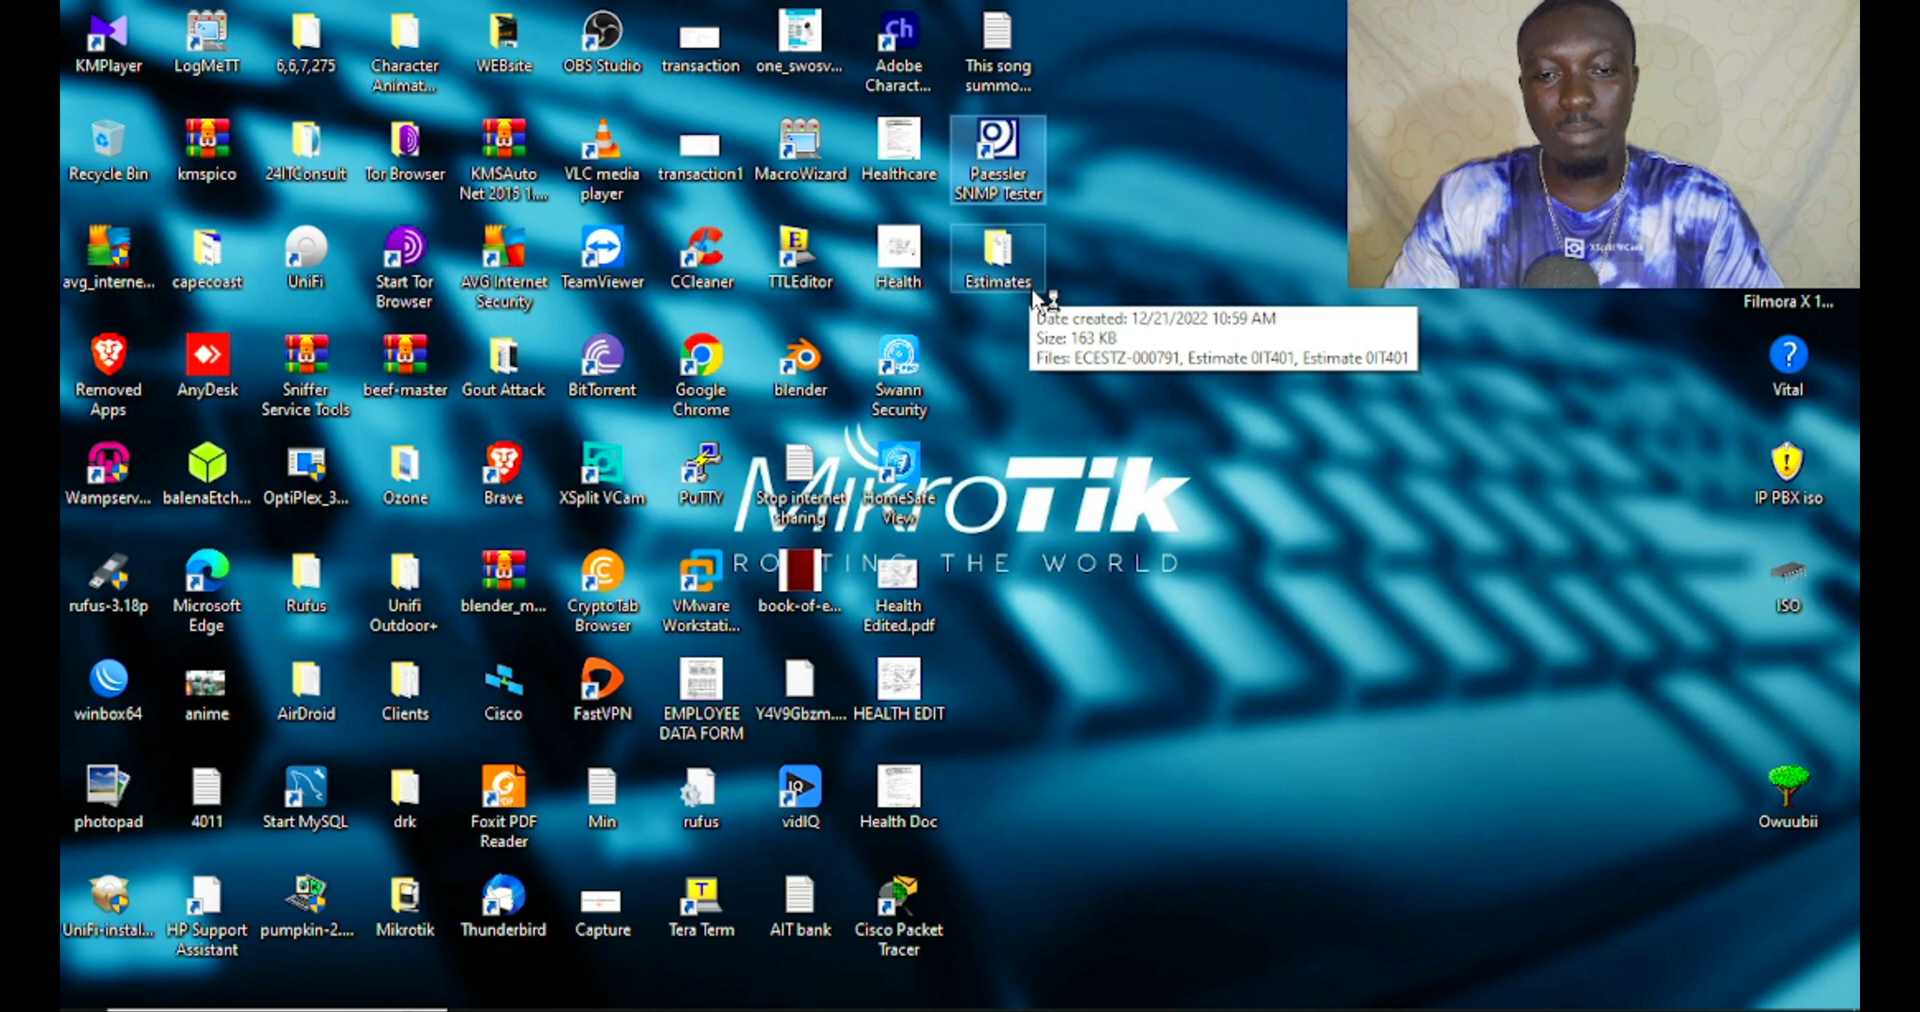 KMPlayer
LogMeTT
6,6,7,275
Character
Animat...
WEBsite
OBS Studio
transaction
one_swosv...
Adobe
Charact...
This song
summo...
Recycle Bin
kmspico
24ITConsult
Tor Browser
KMSAuto
Net 2015 1....
VLC media
player
transaction1
MacroWizard
Healthcare
Paessler
SNMP Tester
avg_interne...
capecoast
UniFi
Start Tor
Browser
AVG Internet
Security
TeamViewer
CCleaner
TTLEditor
Health
Estimates
XSplit VCam
Filmora X 1...
Date created: 12/21/2022 10:59 AM
Size: 163 KB
Files: ECESTZ-000791, Estimate 0IT401, Estimate 0IT401
Removed
Apps
AnyDesk
Sniffer
Service Tools
beef-master
Gout Attack
BitTorrent
Google
Chrome
blender
Swann
Security
Vital
Wampserv...
balenaEtch...
OptiPlex_3...
Ozone
Brave
XSplit VCam
PuTTY
Stop internet
sharing
HomeSafe
View
IP PBX iso
MikroTik
ROUTING THE WORLD
rufus-3.18p
Microsoft
Edge
Rufus
Unifi
Outdoor+
blender_m...
CryptoTab
Browser
VMware
Workstati...
book-of-e...
Health
Edited.pdf
ISO
winbox64
anime
AirDroid
Clients
Cisco
FastVPN
EMPLOYEE
DATA FORM
Y4V9Gbzm....
HEALTH EDIT
photopad
4011
Start MySQL
drk
Foxit PDF
Reader
Min
rufus
vidIQ
Health Doc
Owuubii
UniFi-instal...
HP Support
Assistant
pumpkin-2....
Mikrotik
Thunderbird
Capture
Tera Term
AIT bank
Cisco Packet
Tracer